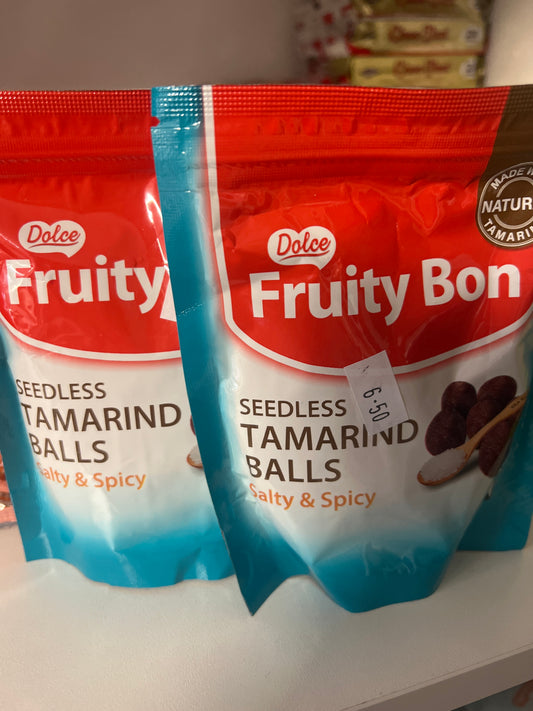 Dolce
Fruity
SEEDLESS
TAMARIND
BALLS
Salty & Spicy
Dolce
Fruity Bon
MADE
NATUR
TAMARI
6.50
SEEDLESS
TAMARIND
BALLS
Salty & Spicy